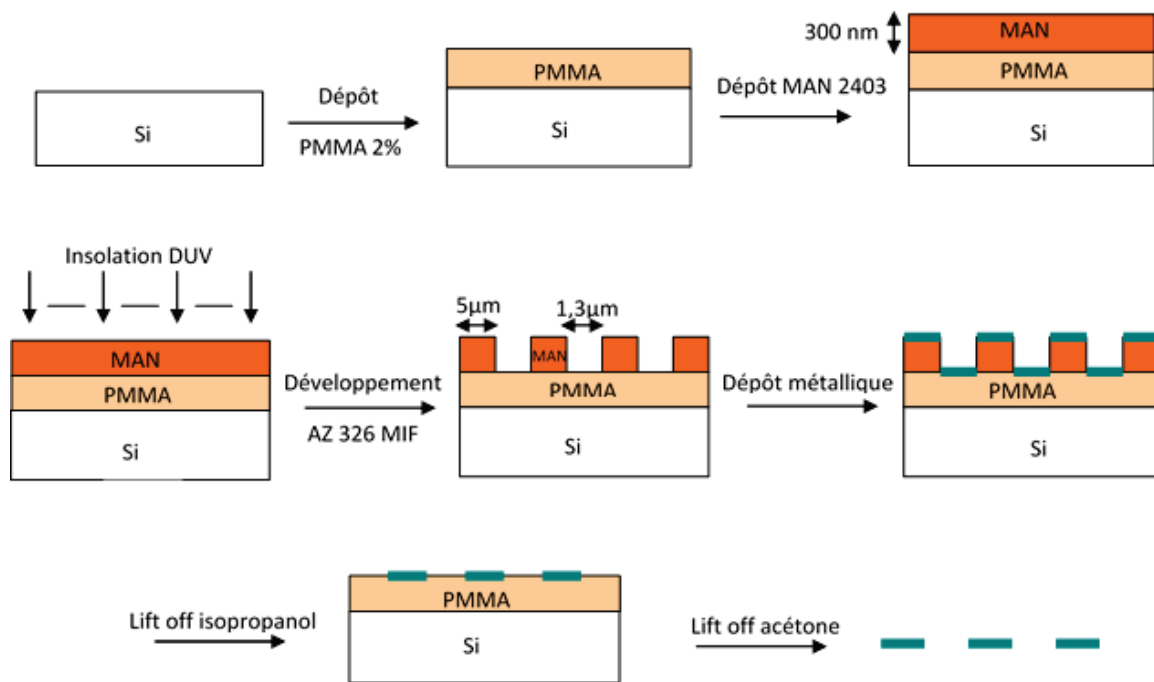 Si
Dépôt
PMMA 2%
PMMA
Si
Dépôt MAN 2403
300 nm
MAN
PMMA
Si
Insolation DUV
MAN
PMMA
Si
Développement
AZ 326 MIF
5µm
1,3µm
MAN
PMMA
Si
Dépôt métallique
PMMA
Si
Lift off isopropanol
PMMA
Si
Lift off acétone